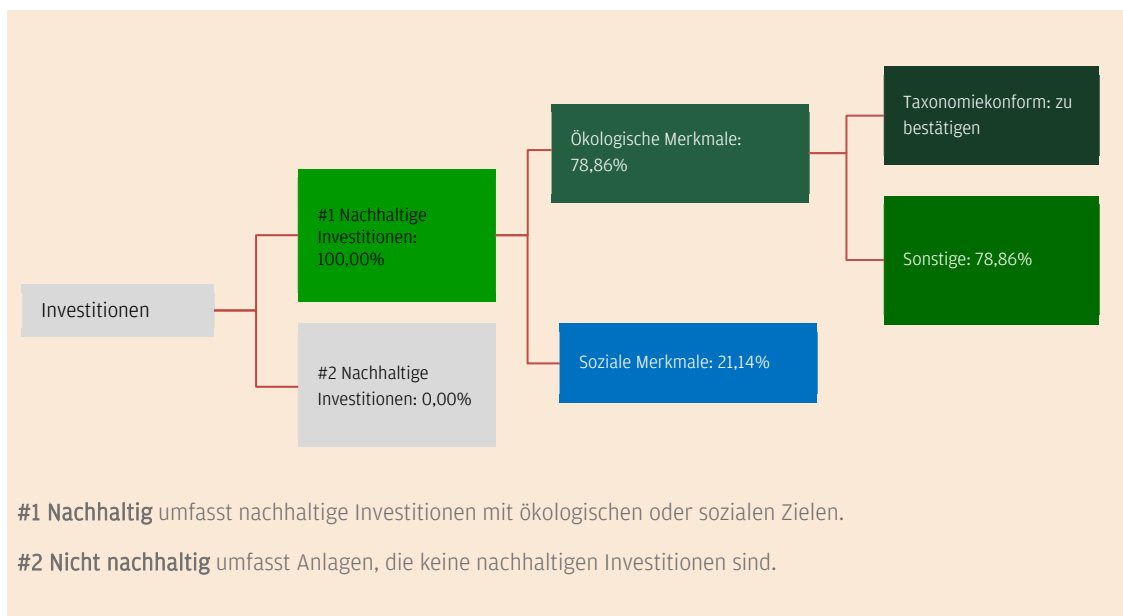 Investitionen
#1 Nachhaltige
Investitionen:
100,00%
#2 Nachhaltige
Investitionen: 0,00%
Ökologische Merkmale:
78,86%
Soziale Merkmale: 21,14%
Taxonomiekonform: zu
bestätigen
Sonstige: 78,86%
#1 Nachhaltig umfasst nachhaltige Investitionen mit ökologischen oder sozialen Zielen.
#2 Nicht nachhaltig umfasst Anlagen, die keine nachhaltigen Investitionen sind.